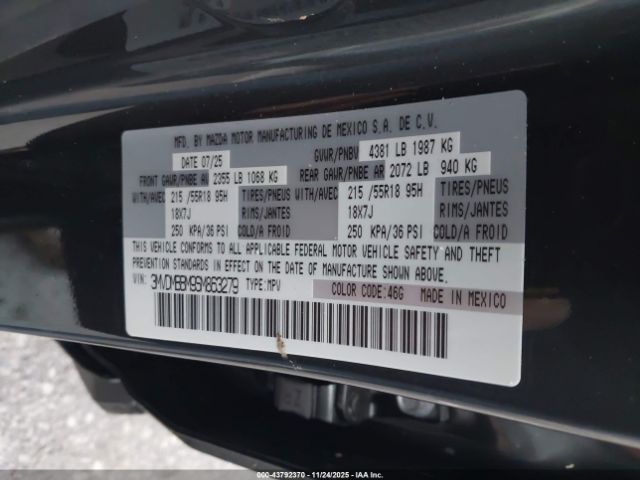 MFD. BY MAZDA MOTOR MANUFACTURING DE MEXICO S.A. DE C.V.
DATE 07/25 GVWR/PNBV 4381 LB 1987 KG
FRONT GAWR/PNBE AV 2355 LB 1068 KG REAR GAWR/PNBE AR 2072 LB 940 KG
WITH/AVEC 215 /55R18 95H TIRES/PNEUS WITH/AVEC 215 /55R18 95H TIRES/PNEUS
18X7J RIMS/JANTES 18X7J RIMS/JANTES
250 KPA/36 PSI COLD/A FROID 250 KPA/36 PSI COLD/A FROID
THIS VEHICLE CONFORMS TO ALL APPLICABLE FEDERAL MOTOR VEHICLE SAFETY AND THEFT
PREVENTION STANDARDS IN EFFECT ON THE DATE OF MANUFACTURE SHOWN ABOVE.
VIN: TYPE:MPV COLOR CODE:46G MADE IN MEXICO
000-43792370 - 11/24/2025 - IAAI.com